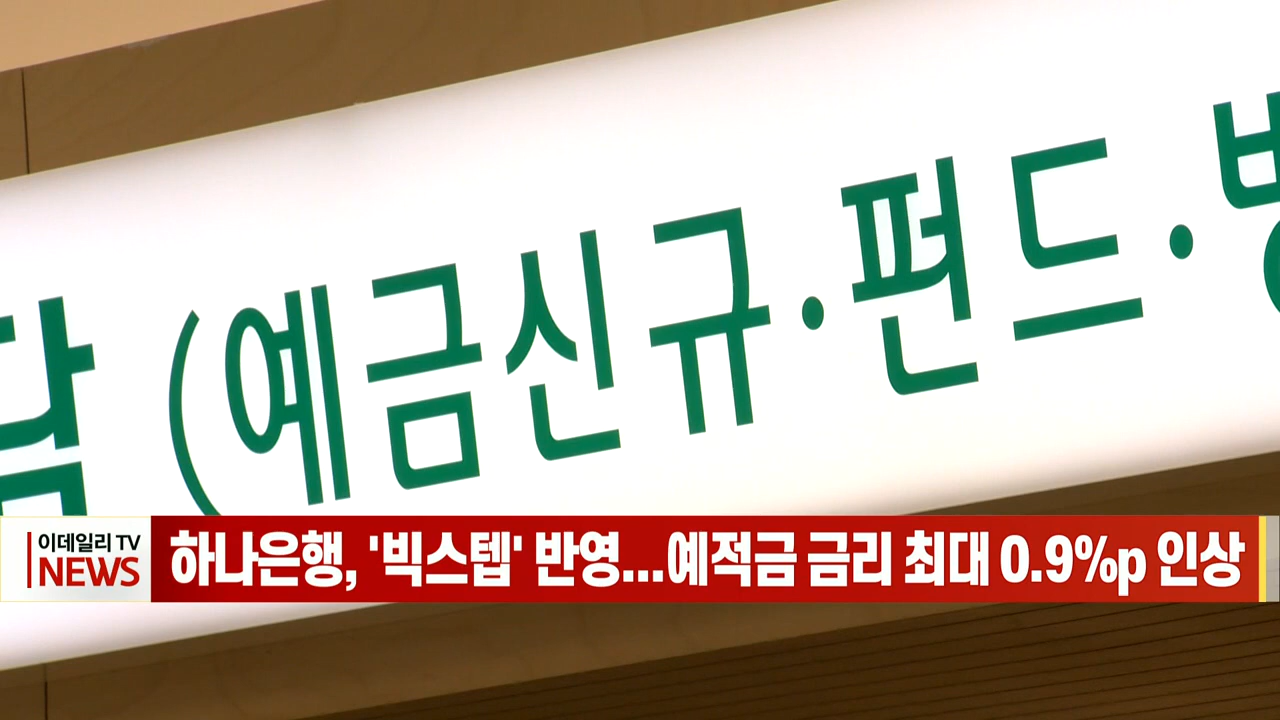 담 (예금신규·펀드·방
이데일리 TV
NEWS
하나은행, '빅스텝' 반영...예적금 금리 최대 0.9%p 인상